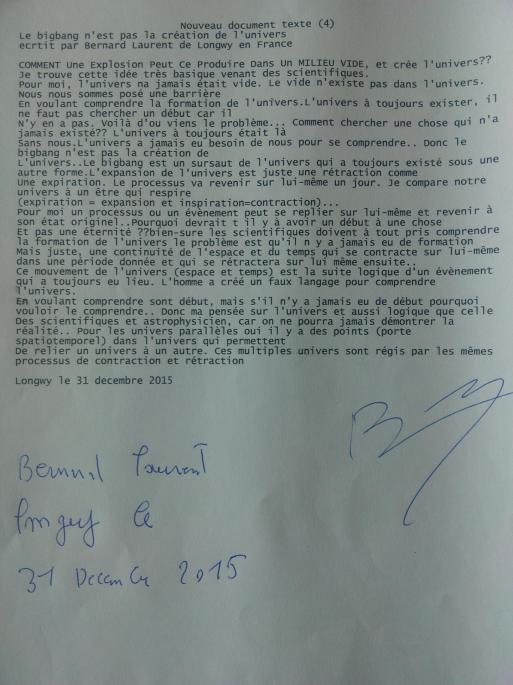 Nouveau document texte (4)
Le bigbang n'est pas la création de l'univers
ecrtit par Bernard Laurent de Longwy en France
COMMENT Une Explosion Peut Ce Produire Dans Un MILIEU VIDE, et crée l'univers??
Je trouve cette idée très basique venant des scientifiques.
Pour moi, l'univers na jamais était vide. Le vide n'existe pas dans l'univers.
Nous nous sommes posé une barrière
En voulant comprendre la formation de l'univers.L'univers à toujours exister, il
ne faut pas chercher un début car il
N'y en a pas. Voilà d'ou viens le problème... Comment chercher une chose qui n'a
jamais existé?? L'univers à toujours était là
Sans nous.L'univers a jamais eu besoin de nous pour se comprendre.. Donc le
bigbang n'est pas la création de
L'univers..Le bigbang est un sursaut de l'univers qui a toujours existé sous une
autre forme.L'expansion de l'univers est juste une rétraction comme
Une expiration. Le processus va revenir sur lui-même un jour. Je compare notre
univers à un être qui respire
(expiration = expansion et inspiration=contraction)...
Pour moi un processus ou un évènement peut se replier sur lui-même et revenir à
son état originel..Pourquoi devrait t il y à avoir un début à une chose
Et pas une éternité ??bien-sure les scientifiques doivent à tout pris comprendre
la formation de l'univers le problème est qu'il n y a jamais eu de formation
Mais juste, une continuité de l'espace et du temps qui se contracte sur lui-même
dans une période donnée et qui se rétractera sur lui même ensuite..
Ce mouvement de l'univers (espace et temps) est la suite logique d'un évènement
qui a toujours eu lieu. L'homme a créé un faux langage pour comprendre
l'univers.
En voulant comprendre sont début, mais s'il n'y a jamais eu de début pourquoi
vouloir le comprendre.. Donc ma pensée sur l'univers et aussi logique que celle
Des scientifiques et astrophysicien, car on ne pourra jamais démontrer la
réalité.. Pour les univers parallèles oui il y a des points (porte
spatiotemporel) dans l'univers qui permettent
De relier un univers à un autre. Ces multiples univers sont régis par les mêmes
processus de contraction et rétraction
Longwy le 31 decembre 2015
Bernard Laurent
Longwy le
31 Decembre 2015